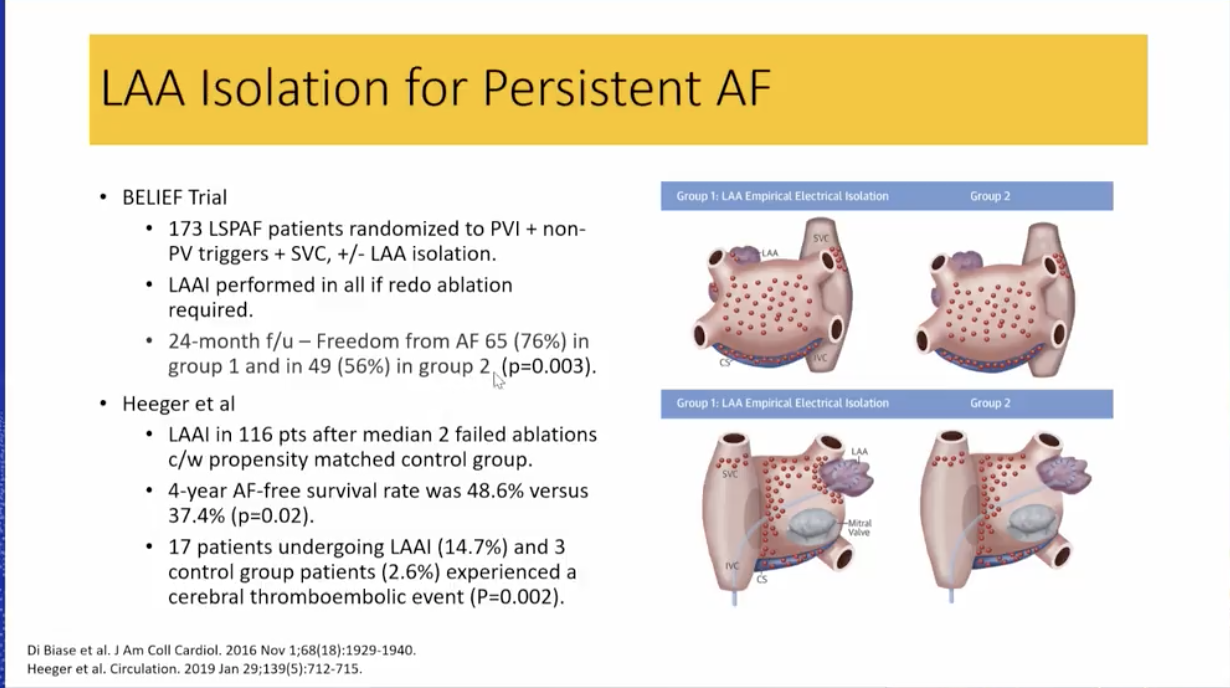 LAA Isolation for Persistent AF
• BELIEF Trial
• 173 LSPAF patients randomized to PVI + non-
PV triggers + SVC, +/- LAA isolation.
• LAAI performed in all if redo ablation
required.
• 24-month f/u – Freedom from AF 65 (76%) in
group 1 and in 49 (56%) in group 2 (p=0.003).
• Heeger et al
• LAAI in 116 pts after median 2 failed ablations
c/w propensity matched control group.
• 4-year AF-free survival rate was 48.6% versus
37.4% (p=0.02).
• 17 patients undergoing LAAI (14.7%) and 3
control group patients (2.6%) experienced a
cerebral thromboembolic event (P=0.002).
Group 1: LAA Empirical Electrical Isolation Group 2
SVC
LAA
IVC
CS
Group 1: LAA Empirical Electrical Isolation Group 2
LAA
SVC
Mitral
Valve
IVC
CS
Di Biase et al. J Am Coll Cardiol. 2016 Nov 1;68(18):1929-1940.
Heeger et al. Circulation. 2019 Jan 29;139(5):712-715.